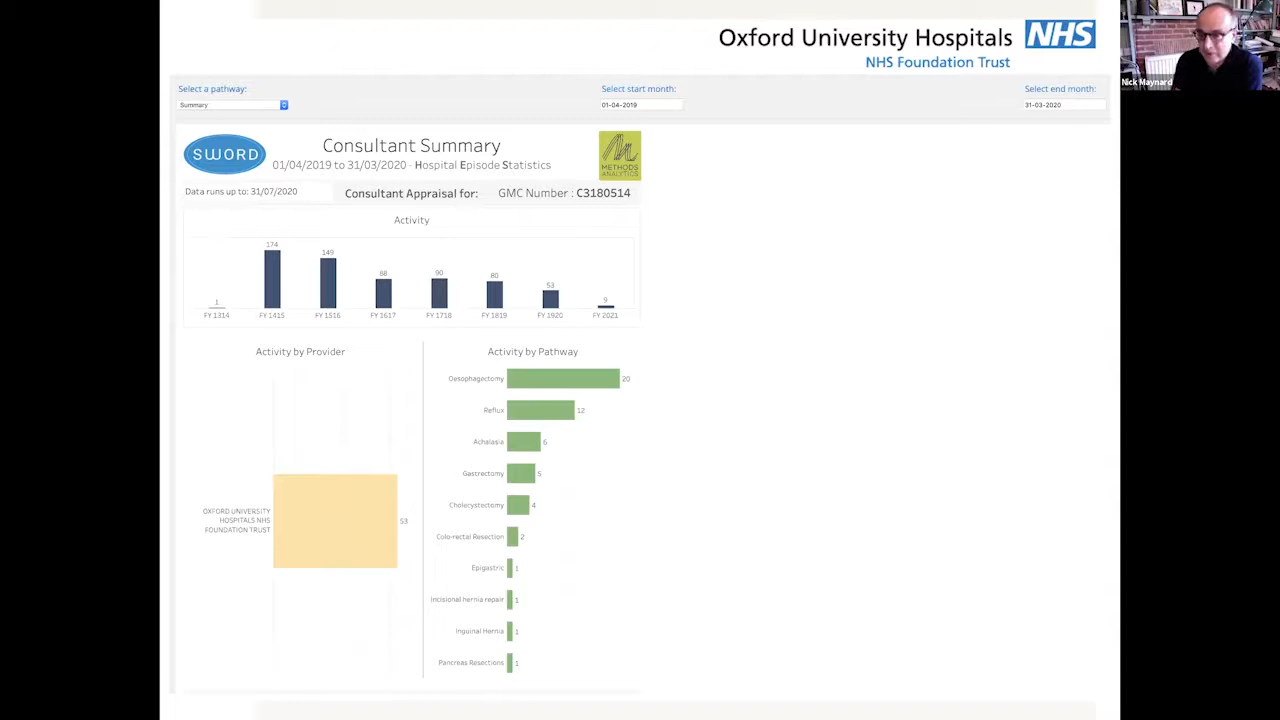 Oxford University Hospitals NHS
NHS Foundation Trust
Nick Maynard
Select a pathway:
Select start month:
Select end month:
Summary
01-04-2019
31-03-2020
SWORD
Consultant Summary
01/04/2019 to 31/03/2020 - Hospital Episode Statistics
METHODS
ANALYTICS
Data runs up to: 31/07/2020
Consultant Appraisal for:
GMC Number : C3180514
Activity
1
174
149
88
90
80
53
9
FY 1314
FY 1415
FY 1516
FY 1617
FY 1718
FY 1819
FY 1920
FY 2021
Activity by Provider
OXFORD UNIVERSITY
HOSPITALS NHS
FOUNDATION TRUST
53
Activity by Pathway
Oesophagectomy 20
Reflux 12
Achalasia 6
Gastrectomy 5
Cholecystectomy 4
Colo-rectal Resection 2
Epigastric 1
Incisional hernia repair 1
Inguinal Hernia 1
Pancreas Resections 1